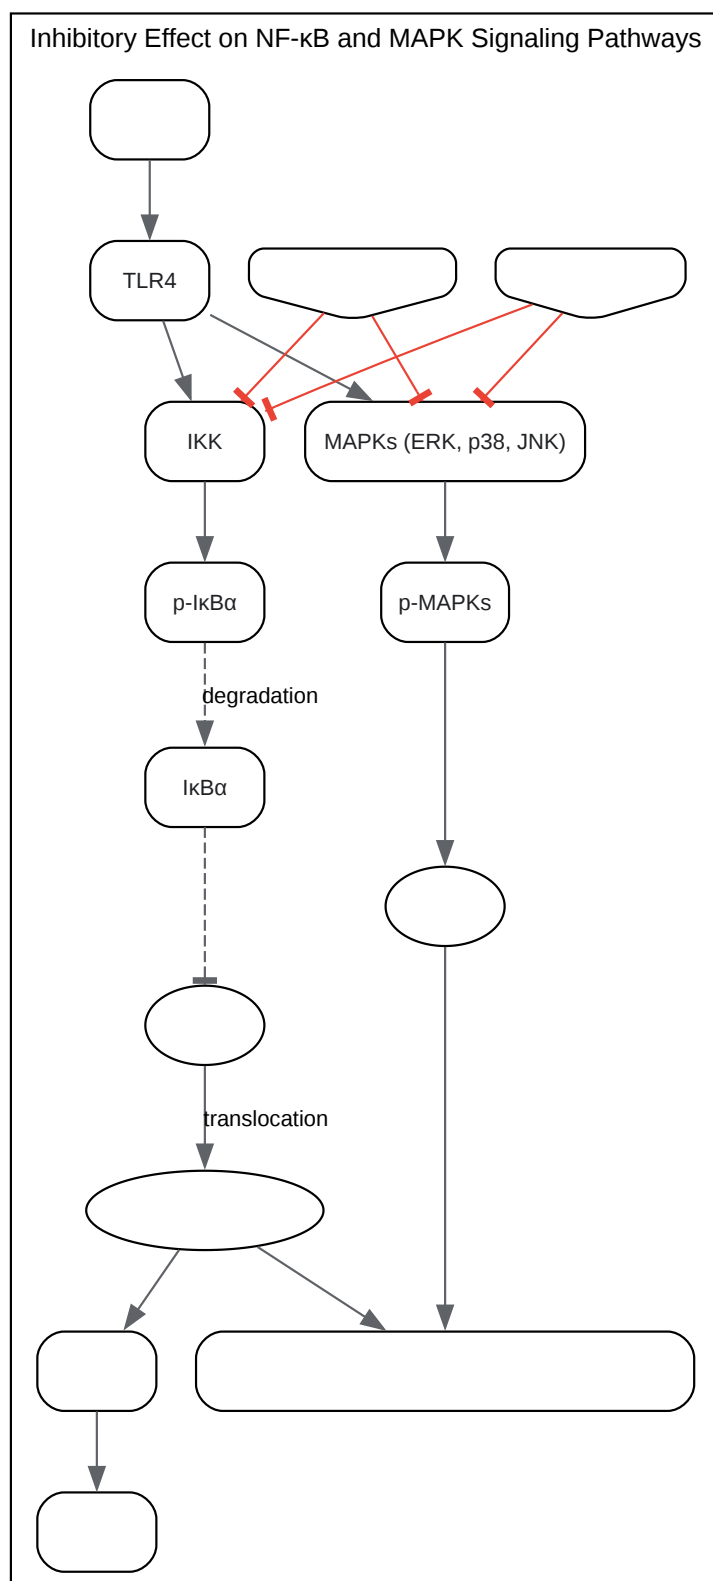 Inhibitory Effect on NF-κB and MAPK Signaling Pathways
TLR4
IKK
MAPKs (ERK, p38, JNK)
p-IκBα
p-MAPKs
degradation
IκBα
translocation